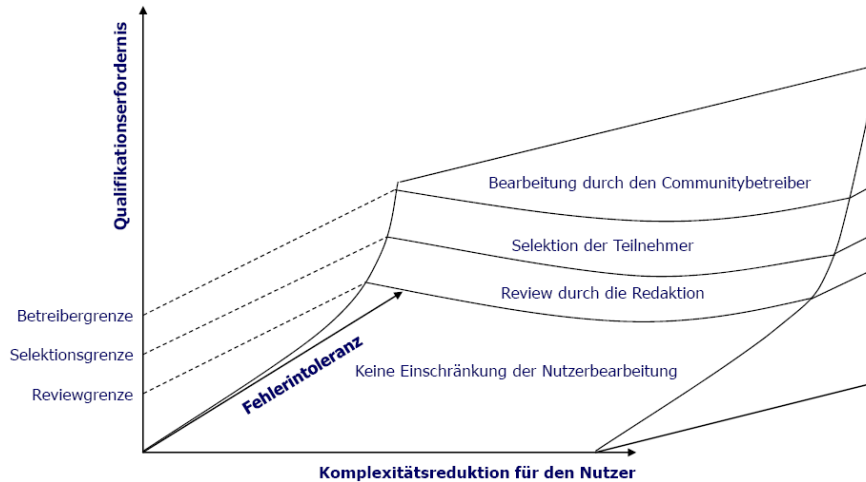 Qualifikationserfordernis
Bearbeitung durch den Communitybetreiber
Selektion der Teilnehmer
Review durch die Redaktion
Betreibergrenze
Selektionsgrenze
Reviewgrenze
Fehlerintoleranz
Keine Einschränkung der Nutzerbearbeitung
Komplexitätsreduktion für den Nutzer